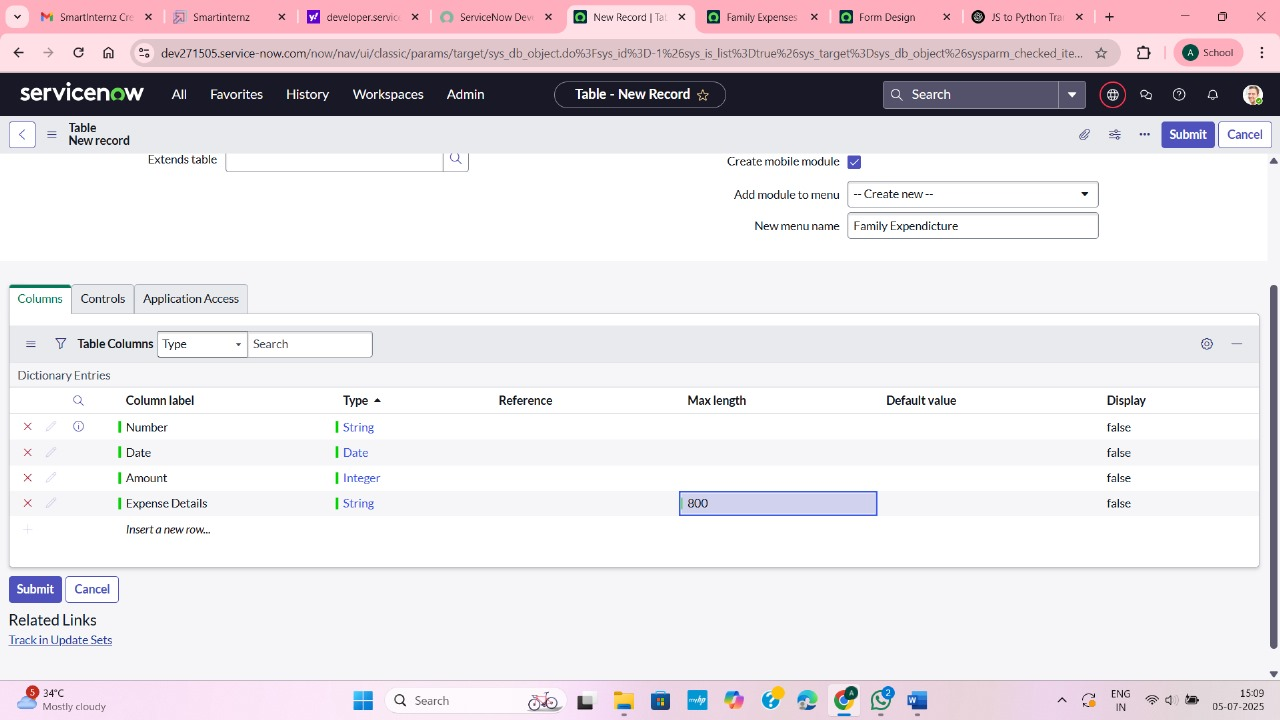 SmartInternz Cre
Smartinternz
developer.servic
ServiceNow Deve
New Record | Tab
Family Expenses
Form Design
JS to Python Tra
dev271505.service-now.com/now/nav/ui/classic/params/target/sys_db_object.do%3Fsys_id%3D-1%26sys_is_list%3Dtrue%26sys_target%3Dsys_db_object%26sysparm_checked_ite...
A School
servicenow All Favorites History Workspaces Admin Table - New Record Search
Table
New record
Submit Cancel
Extends table
Create mobile module
Add module to menu -- Create new --
New menu name Family Expendicture
Columns Controls Application Access
Table Columns Type Search
Dictionary Entries
Column label Type Reference Max length Default value Display
Number String false
Date Date false
Amount Integer false
Expense Details String 800 false
Insert a new row...
Submit Cancel
Related Links
Track in Update Sets
5 34°C
Mostly cloudy
Search
myhp
A
2
ENG
IN
15:09
05-07-2025